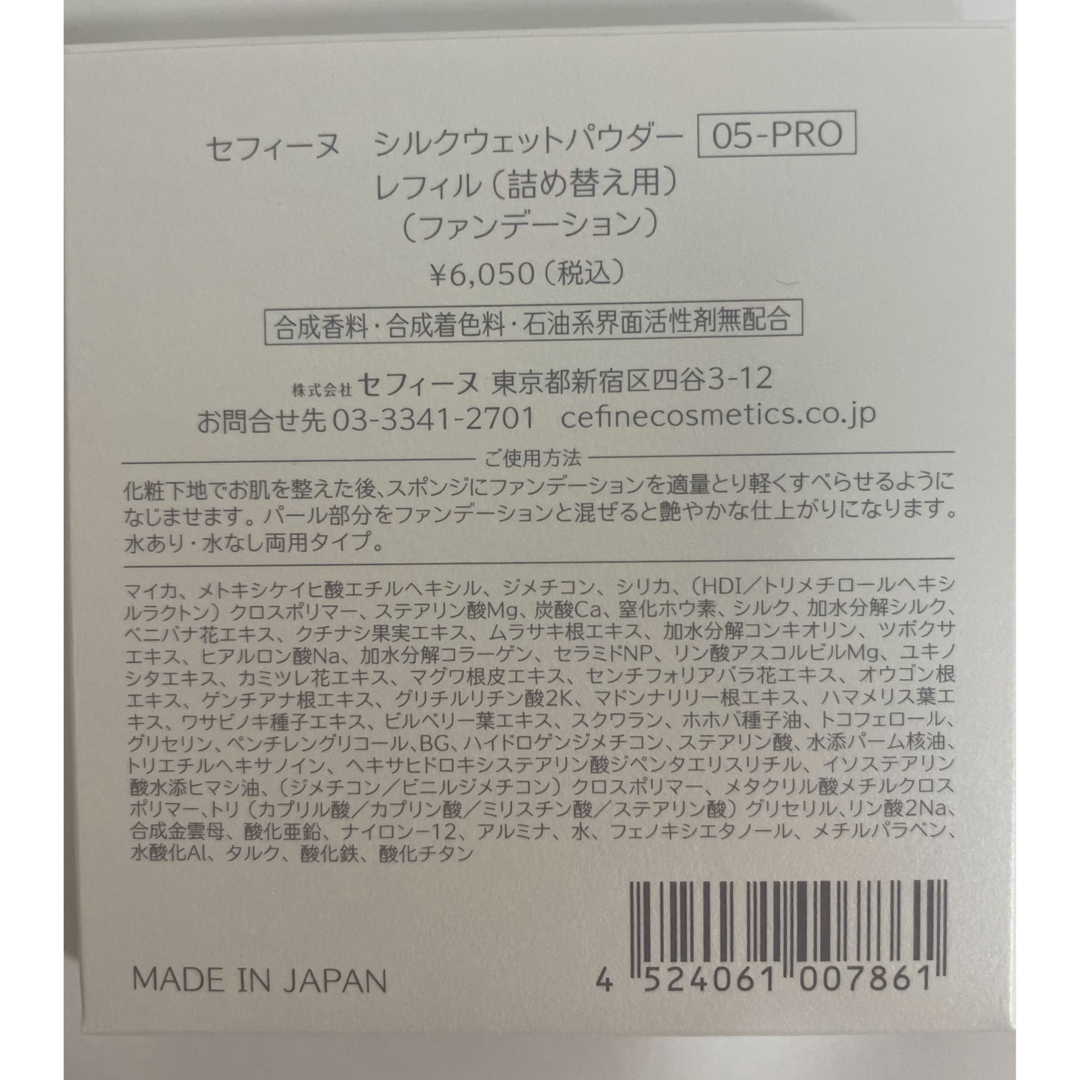 セフィーヌ シルクウェットパウダー 05-PRO
レフィル(詰め替え用)
(ファンデーション)
¥6,050(税込)
合成香料・合成着色料・石油系界面活性剤無配合
株式会社 セフィーヌ 東京都新宿区四谷3-12
お問合せ先 03-3341-2701 cefinecosmetics.co.jp
ご使用方法
化粧下地でお肌を整えた後、スポンジにファンデーションを適量とり軽くすべらせるように
なじませます。パール部分をファンデーションと混ぜると艶やかな仕上がりになります。
水あり・水なし両用タイプ。
マイカ、メトキシケイヒ酸エチルヘキシル、ジメチコン、シリカ、(HDI/トリメチロールヘキシ
ルラクトン)クロスポリマー、ステアリン酸Mg、炭酸Ca、窒化ホウ素、シルク、加水分解シルク、
ベニバナ花エキス、クチナシ果実エキス、ムラサキ根エキス、加水分解コンキオリン、ツボクサ
エキス、ヒアルロン酸Na、加水分解コラーゲン、セラミドNP、リン酸アスコルビルMg、ユキノ
シタエキス、カミツレ花エキス、マグワ根皮エキス、センチフォリアバラ花エキス、オウゴン根
エキス、ゲンチアナ根エキス、グリチルリチン酸2K、マドンナリリー根エキス、ハマメリス葉エ
キス、ワサビノキ種子エキス、ビルベリー葉エキス、スクワラン、ホホバ種子油、トコフェロール、
グリセリン、ペンチレングリコール、BG、ハイドロゲンジメチコン、ステアリン酸、水添パーム核油、
トリエチルヘキサノイン、ヘキサヒドロキシステアリン酸ジペンタエリスリチル、イソステアリン
酸水添ヒマシ油、(ジメチコン/ビニルジメチコン)クロスポリマー、メタクリル酸メチルクロス
ポリマー、トリ(カプリル酸/カプリン酸/ミリスチン酸/ステアリン酸)グリセリル、リン酸2Na、
合成金雲母、酸化亜鉛、ナイロン-12、アルミナ、水、フェノキシエタノール、メチルパラベン、
水酸化Al、タルク、酸化鉄、酸化チタン
MADE IN JAPAN
4 524061 007861